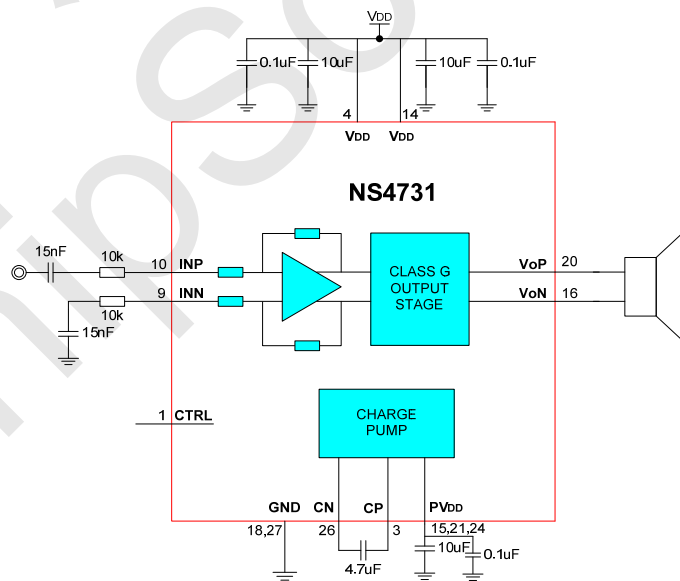 VDD
0.1uF
10uF
10uF
0.1uF
4
14
VDD
VDD
NS4731
15nF
10k
10
INP
CLASS G
OUTPUT
STAGE
VoP
20
9
INN
VoN
16
10k
15nF
1
CTRL
CHARGE
PUMP
GND
CN
CP
PVDD
18,27
26
3
15,21,24
10uF
0.1uF
4.7uF